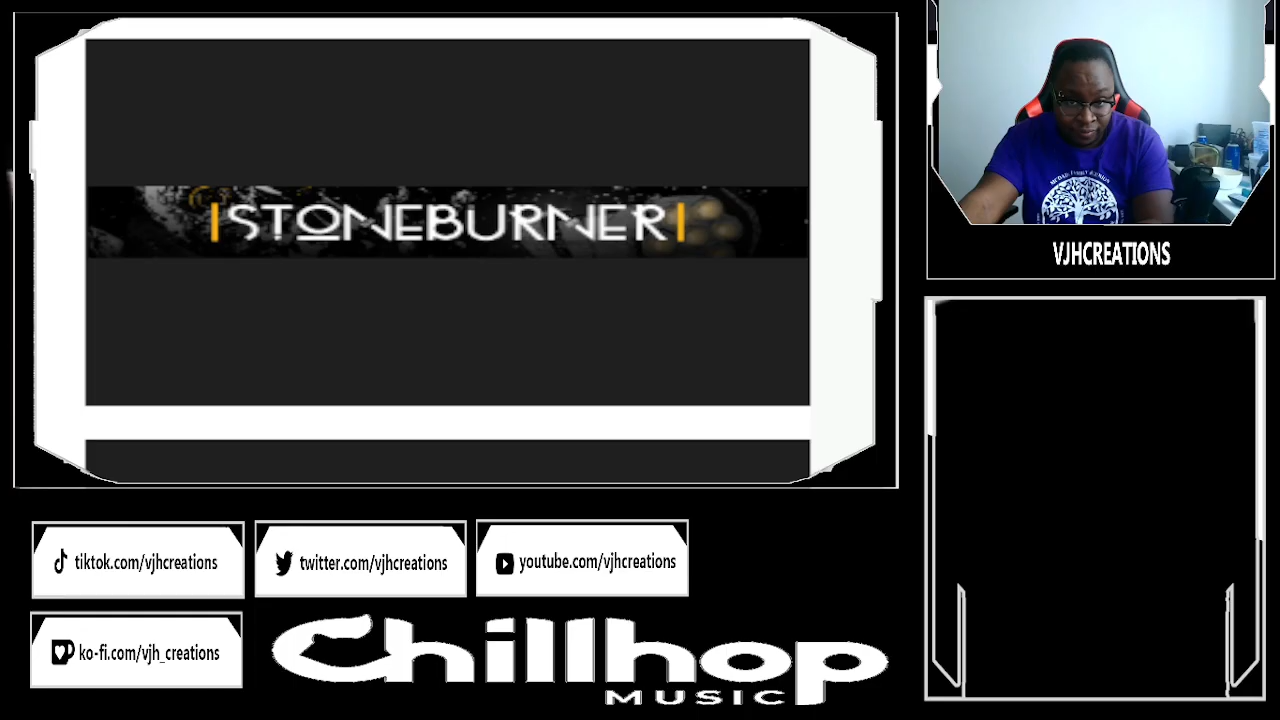 |STONEBURNER|
VJHCREATIONS
tiktok.com/vjhcreations
twitter.com/vjhcreations
youtube.com/vjhcreations
ko-fi.com/vjh_creations
Chillhop
MUSIC